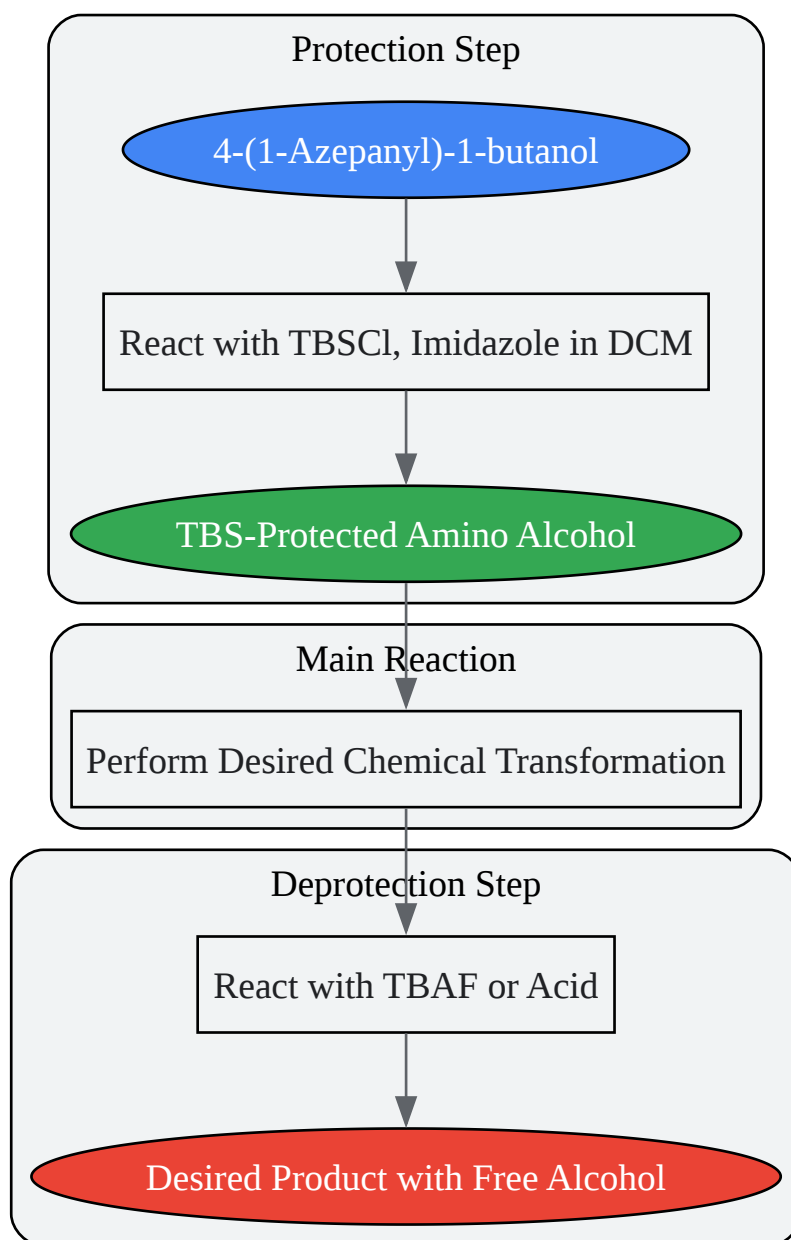 Protection Step
4-(1-Azepanyl)-1-butanol
React with TBSCl, Imidazole in DCM
TBS-Protected Amino Alcohol
Main Reaction
Perform Desired Chemical Transformation
Deprotection Step
React with TBAF or Acid
Desired Product with Free Alcohol